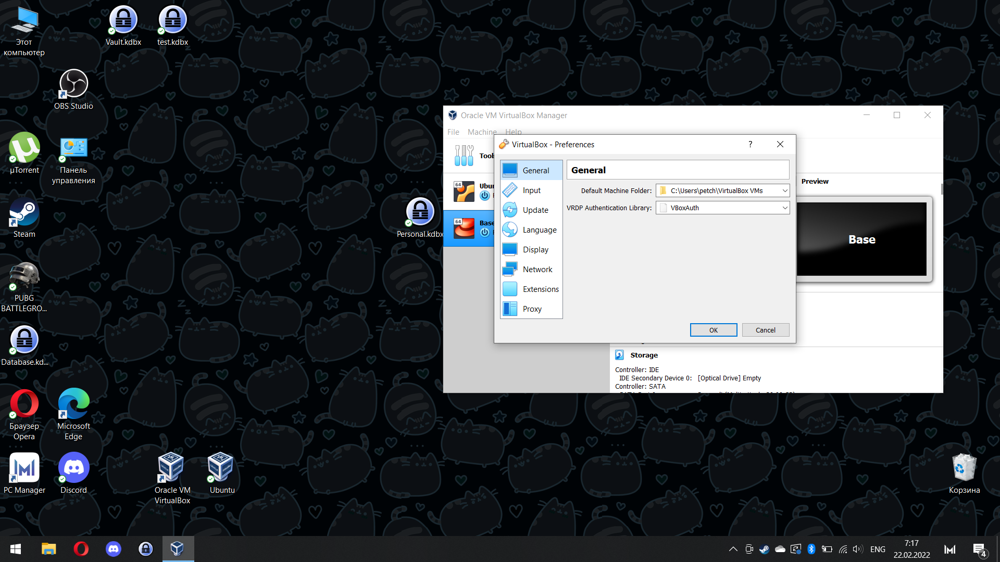 Этот
компьютер
Vault.kdbx
test.kdbx
OBS Studio
µTorrent
Панель
управления
Steam
Personal.kdbx
PUBG
BATTLEGRO...
Database.kd...
Браузер
Opera
Microsoft
Edge
PC Manager
Discord
Oracle VM
VirtualBox
Ubuntu
Корзина
Oracle VM VirtualBox Manager
File Machine Help
VirtualBox - Preferences
?
General
Input
Update
Language
Display
Network
Extensions
Proxy
General
Default Machine Folder: C:\Users\petch\VirtualBox VMs
VRDP Authentication Library: VBoxAuth
OK Cancel
64
64
Base
Preview
Base
Storage
Controller: IDE
IDE Secondary Device 0: [Optical Drive] Empty
Controller: SATA
ENG
7:17
22.02.2022
4